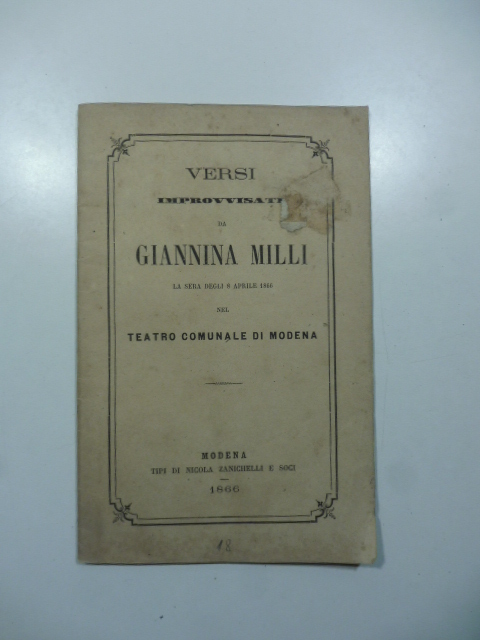 VERSI
IMPROVVISATI
DA
GIANNINA MILLI
LA SERA DEGLI 8 APRILE 1866
NEL
TEATRO COMUNALE DI MODENA
MODENA
TIPI DI NICOLA ZANICHELLI E SOCI
1866
18